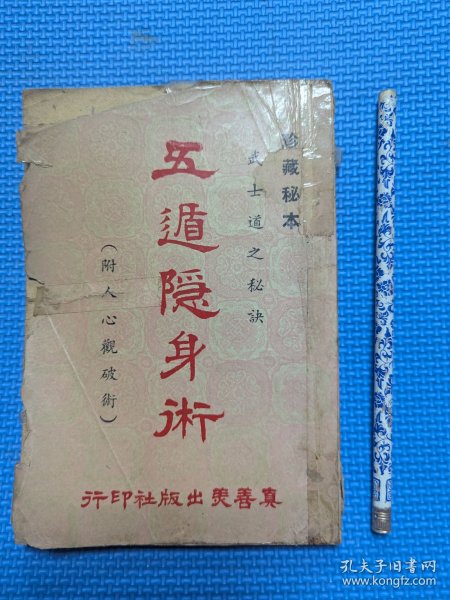 珍藏秘本
武士道之秘訣
五遁隱身術
（附人心觀破術）
真善美出版社印行
孔夫子旧书网
www.kongfz.com